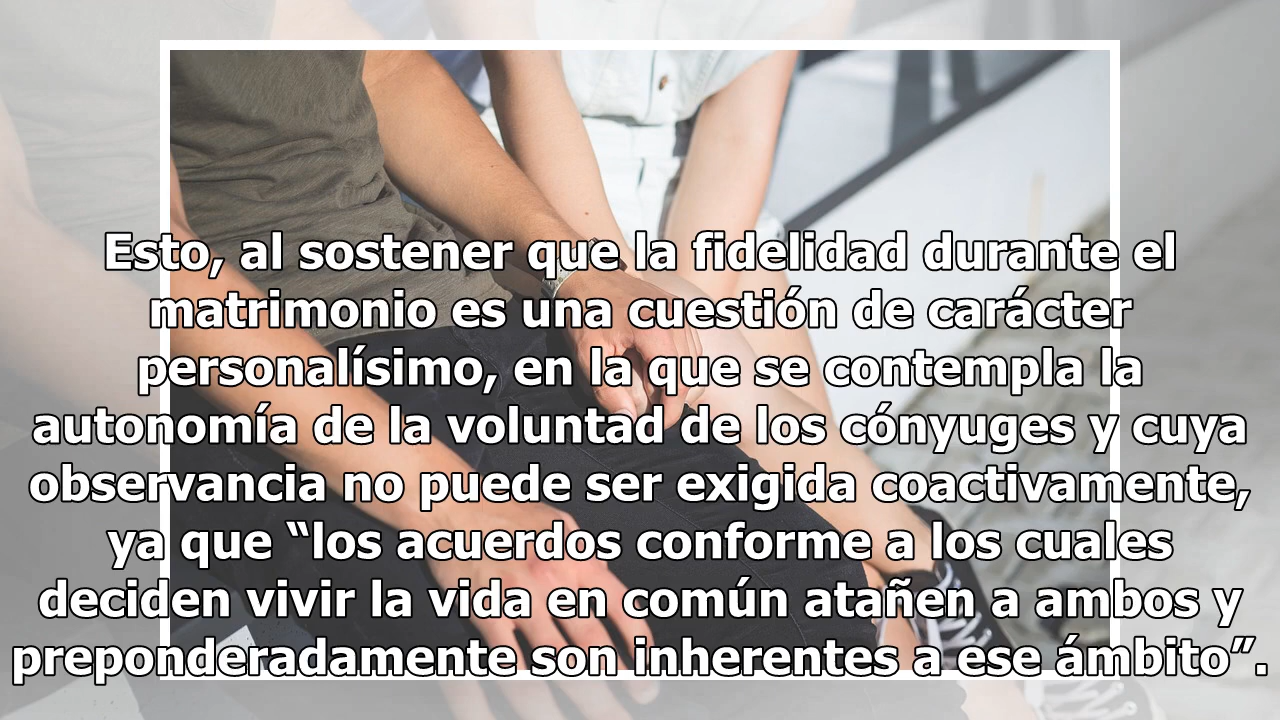 Esto, al sostener que la fidelidad durante el
matrimonio es una cuestión de carácter
personalísimo, en la que se contempla la
autonomía de la voluntad de los cónyuges y cuya
observancia no puede ser exigida coactivamente,
ya que “los acuerdos conforme a los cuales
deciden vivir la vida en común atañen a ambos y
preponderadamente son inherentes a ese ámbito”.